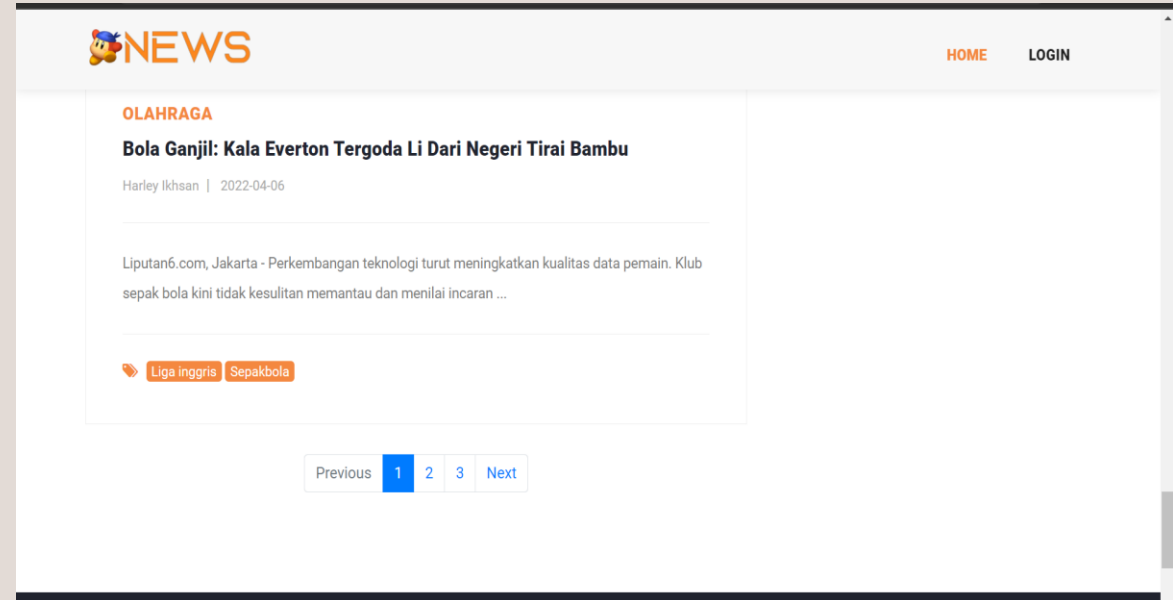 NEWS
HOME LOGIN
OLAHRAGA
Bola Ganjil: Kala Everton Tergoda Li Dari Negeri Tirai Bambu
Harley Ikhsan | 2022-04-06
Liputan6.com, Jakarta - Perkembangan teknologi turut meningkatkan kualitas data pemain. Klub
sepak bola kini tidak kesulitan memantau dan menilai incaran ...
Liga inggris Sepakbola
Previous 1 2 3 Next